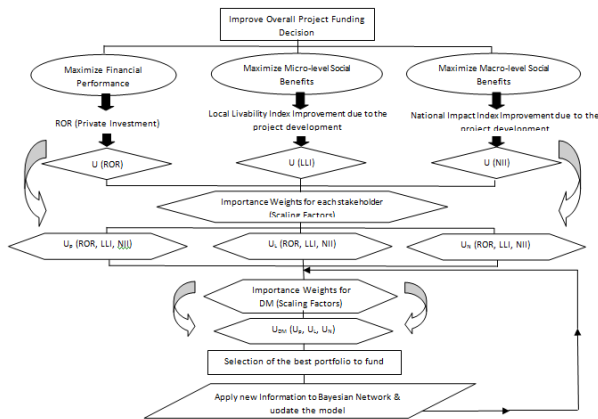 Improve Overall Project Funding
Decision
Maximize Financial
Performance
Maximize Micro-level Social
Benefits
Maximize Macro-level Social
Benefits
ROR (Private Investment)
Local Livability Index Improvement due to the
project development
National Impact Index Improvement due to the
project development
U (ROR)
U (LLI)
U (NII)
Importance Weights for each stakeholder
(Scaling Factors)
UP (ROR, LLI, NII)
UL (ROR, LLI, NII)
UN (ROR, LLI, NII)
Importance Weights for
DM (Scaling Factors)
UDM (UP, UL, UN)
Selection of the best portfolio to fund
Apply new Information to Bayesian Network &
update the model